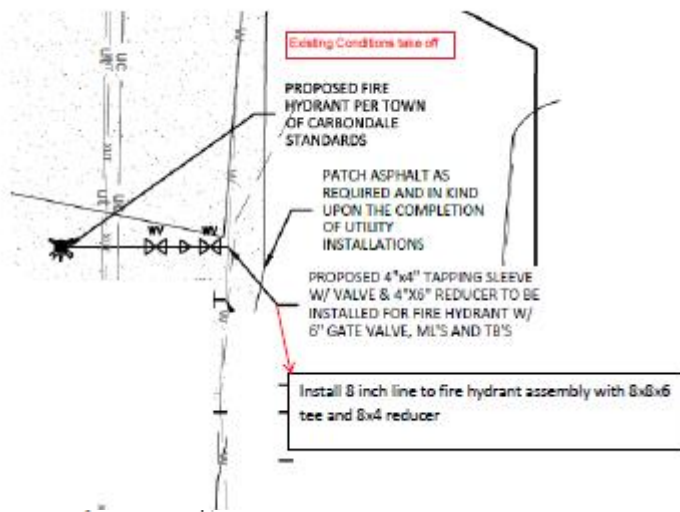 Existing Conditions take off
PROPOSED FIRE
HYDRANT PER TOWN
OF CARBONDALE
STANDARDS
PATCH ASPHALT AS
REQUIRED AND IN KIND
UPON THE COMPLETION
OF UTILITY
INSTALLATIONS
WV WV
PROPOSED 4"x4" TAPPING SLEEVE
W/ VALVE & 4"X6" REDUCER TO BE
INSTALLED FOR FIRE HYDRANT W/
6" GATE VALVE, ML'S AND TB'S
Install 8 inch line to fire hydrant assembly with 8x8x6
tee and 8x4 reducer
UC
W
W